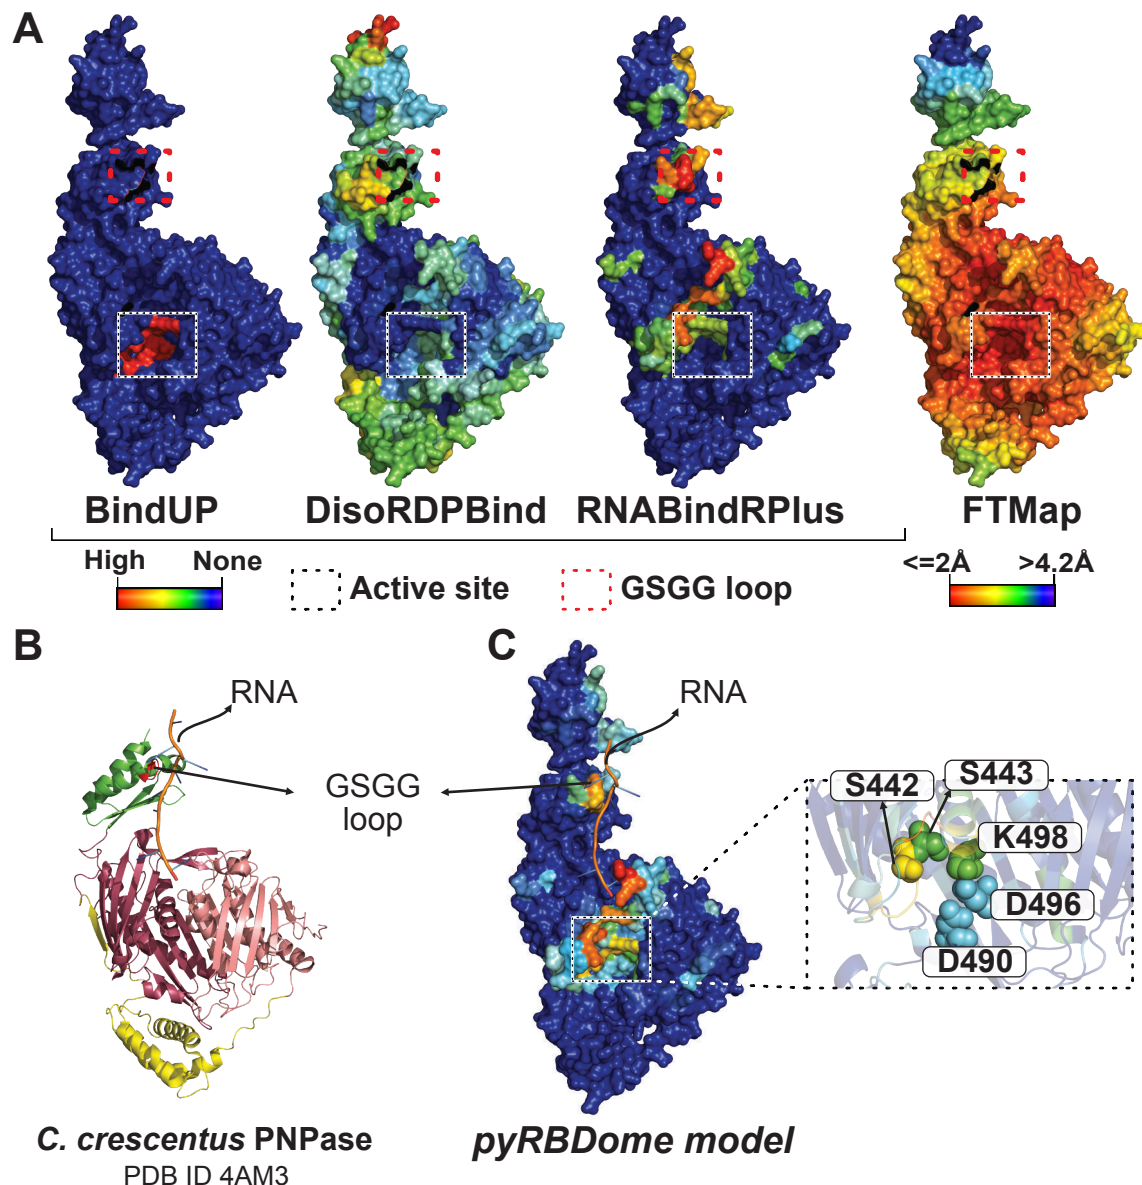 A
BindUP
DisoRDPBind
RNABindRPlus
FTMap
High
None
Active site
GSGG loop
<=2Å
>4.2Å
B
RNA
GSGG
loop
C. crescentus PNPase
PDB ID 4AM3
C
RNA
pyRBDome model
S442
S443
K498
D496
D490